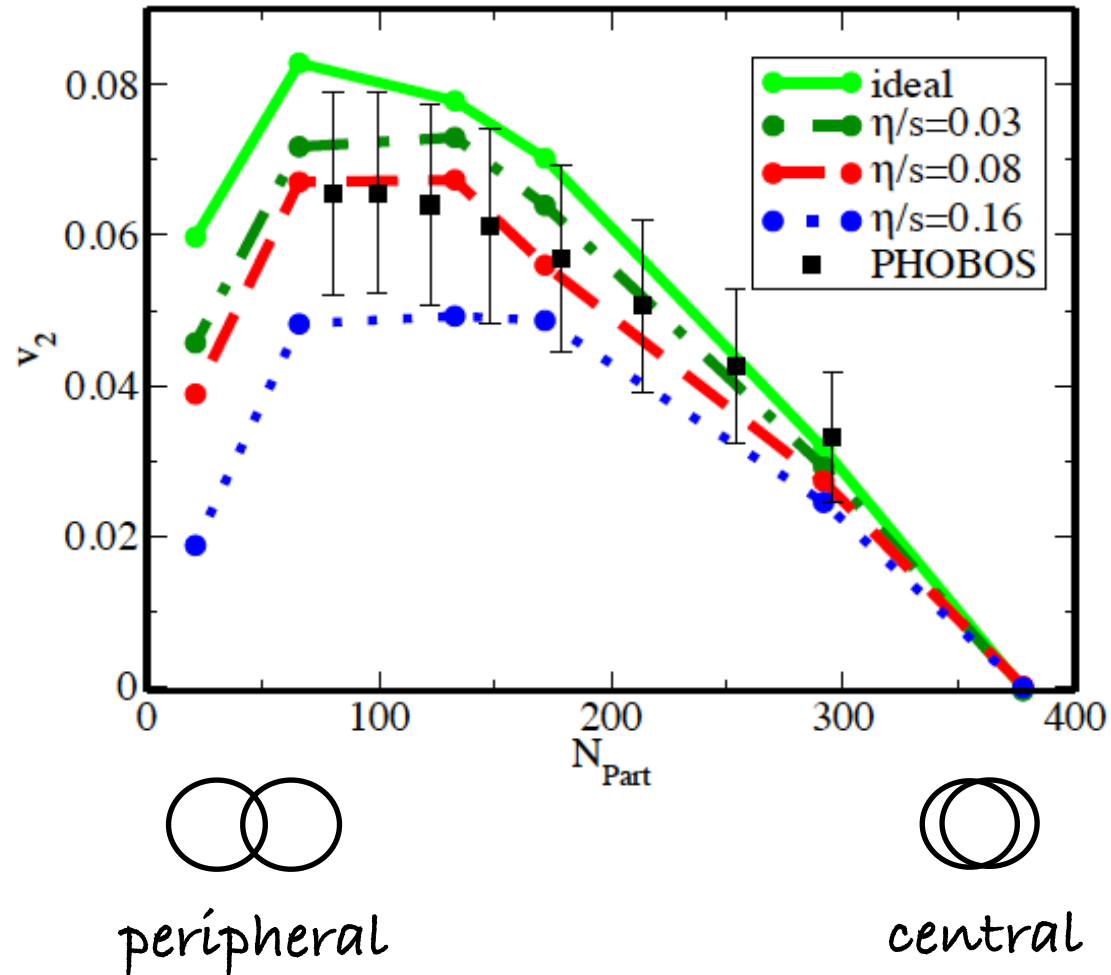 0.08
0.06
0.04
0.02
0
v₂
ideal
η/s=0.03
η/s=0.08
η/s=0.16
PHOBOS
0 100 200 300 400
N_Part
peripheral central